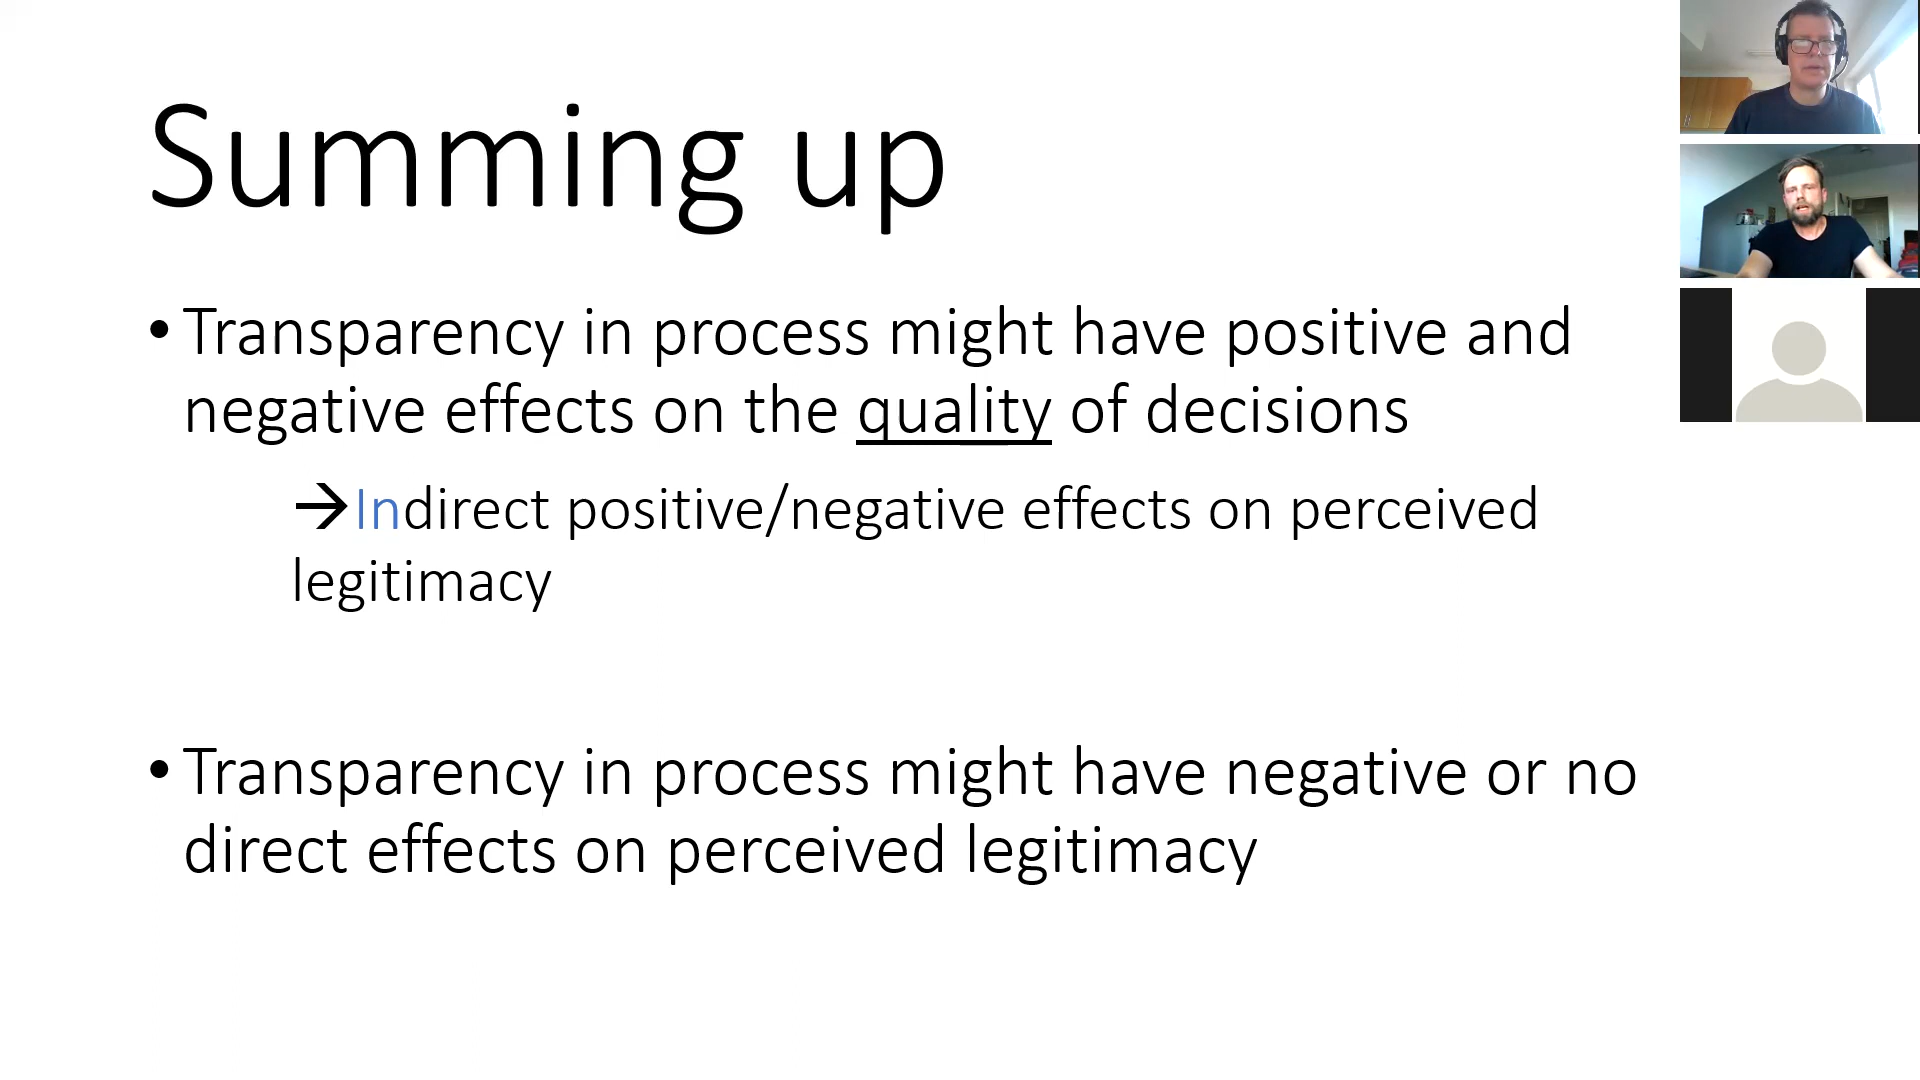 Summing up
• Transparency in process might have positive and
negative effects on the quality of decisions
→Indirect positive/negative effects on perceived
legitimacy
• Transparency in process might have negative or no
direct effects on perceived legitimacy